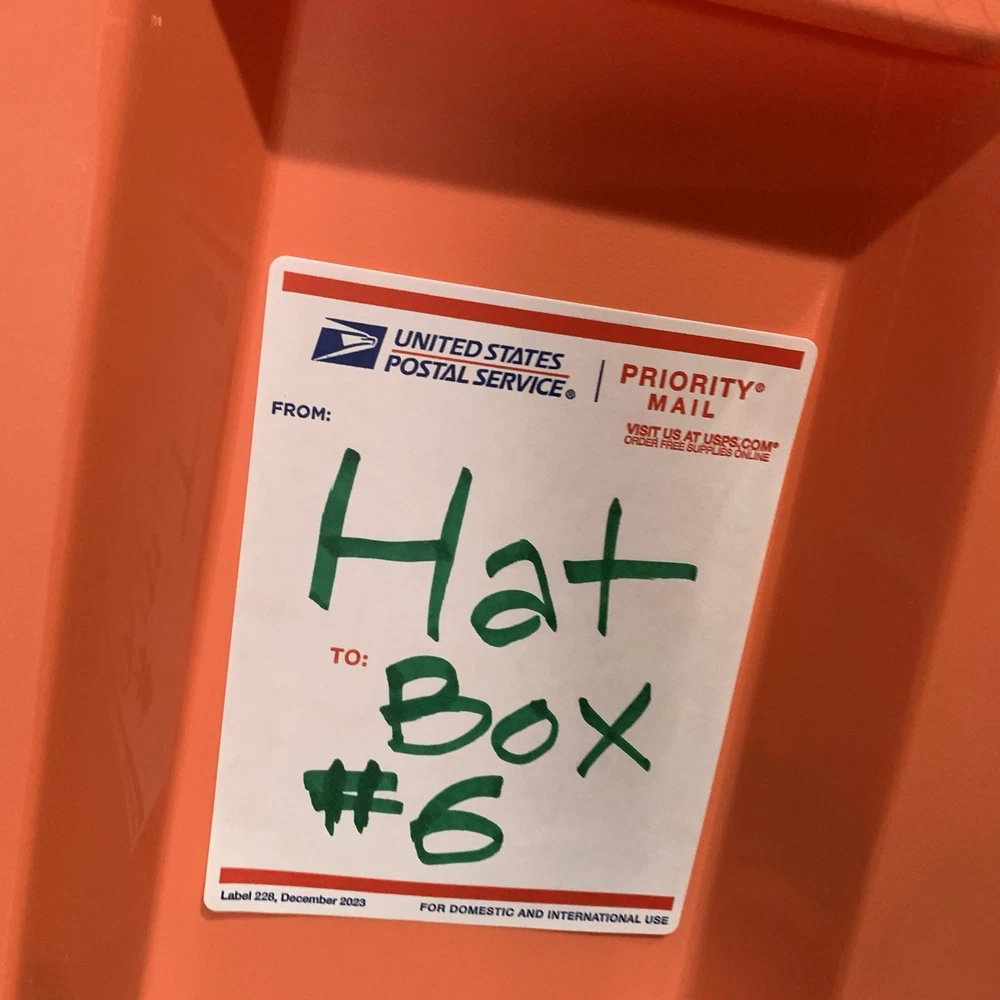 UNITED STATES
POSTAL SERVICE®
PRIORITY®
MAIL
VISIT US AT USPS.COM®
ORDER FREE SUPPLIES ONLINE
FROM:
Hat
TO:
Box
#6
Label 228, December 2023
FOR DOMESTIC AND INTERNATIONAL USE